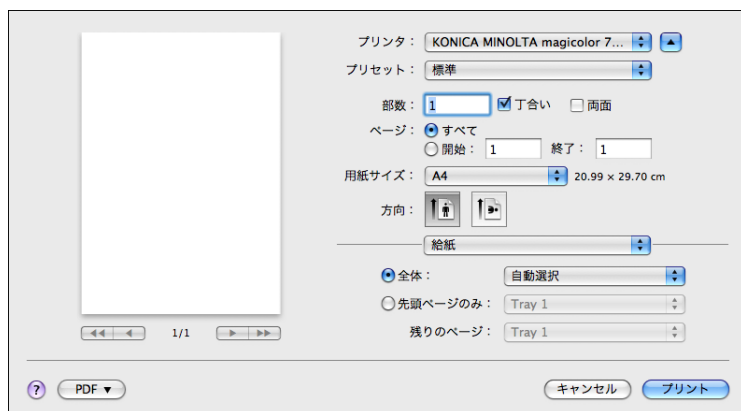 プリンタ： KONICA MINOLTA magicolor 7...
プリセット： 標準
部数： 1 丁合い 両面
ページ： すべて
開始： 1 終了： 1
用紙サイズ： A4 20.99 × 29.70 cm
方向：
給紙
全体： 自動選択
先頭ページのみ： Tray 1
残りのページ： Tray 1
1/1
? PDF ▼ キャンセル プリント